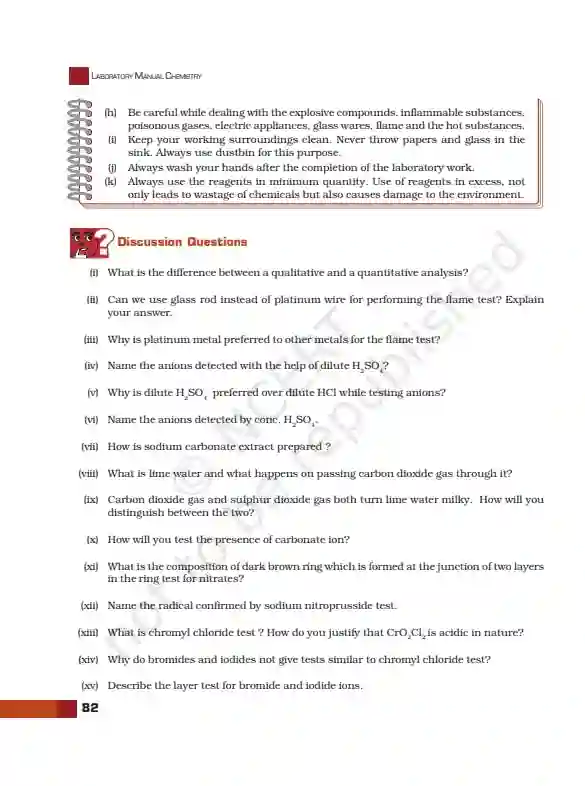 LABORATORY MANUAL CHEMISTRY
(h) Be careful while dealing with the explosive compounds, inflammable substances,
poisonous gases, electric appliances, glass wares, flame and the hot substances.
(i) Keep your working surroundings clean. Never throw papers and glass in the
sink. Always use dustbin for this purpose.
(j) Always wash your hands after the completion of the laboratory work.
(k) Always use the reagents in minimum quantity. Use of reagents in excess, not
only leads to wastage of chemicals but also causes damage to the environment.
Discussion Questions
(i) What is the difference between a qualitative and a quantitative analysis?
(ii) Can we use glass rod instead of platinum wire for performing the flame test? Explain
your answer.
(iii) Why is platinum metal preferred to other metals for the flame test?
(iv) Name the anions detected with the help of dilute H₂SO₄?
(v) Why is dilute H₂SO₄ preferred over dilute HCl while testing anions?
(vi) Name the anions detected by conc. H₂SO₄.
(vii) How is sodium carbonate extract prepared ?
(viii) What is lime water and what happens on passing carbon dioxide gas through it?
(ix) Carbon dioxide gas and sulphur dioxide gas both turn lime water milky. How will you
distinguish between the two?
(x) How will you test the presence of carbonate ion?
(xi) What is the composition of dark brown ring which is formed at the junction of two layers
in the ring test for nitrates?
(xii) Name the radical confirmed by sodium nitroprusside test.
(xiii) What is chromyl chloride test ? How do you justify that CrO₂Cl₂ is acidic in nature?
(xiv) Why do bromides and iodides not give tests similar to chromyl chloride test?
(xv) Describe the layer test for bromide and iodide ions.
82
© NCERT
not to be republished